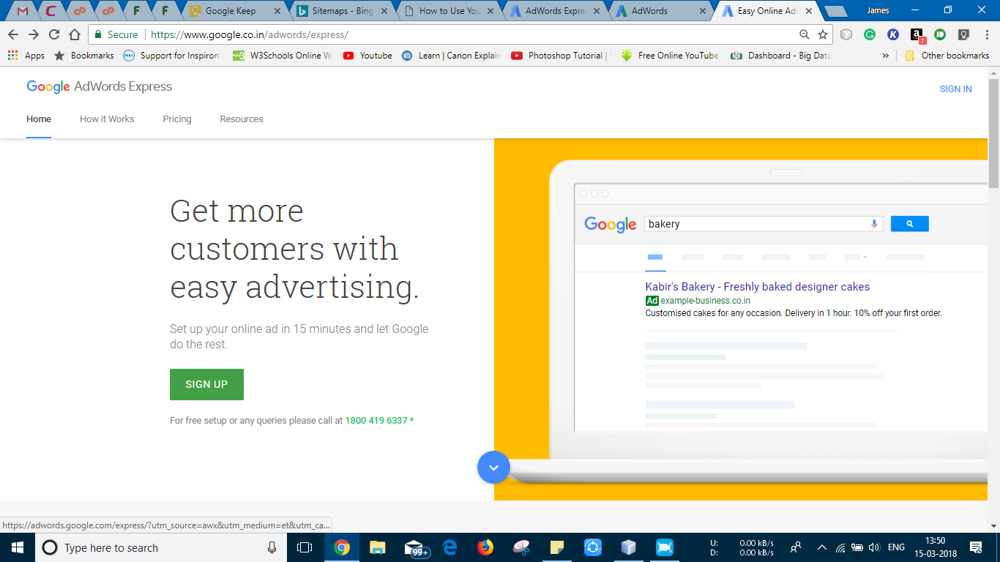 Google Keep
Sitemaps - Bing
How to Use You
AdWords Expre
AdWords
Easy Online Adv
James
Secure
https://www.google.co.in/adwords/express/
7
Apps
Bookmarks
Support for Inspiron
W3Schools Online W
Youtube
Learn | Canon Explain
Photoshop Tutorial |
Free Online YouTube
Dashboard - Big Data
»
Other bookmarks
Google AdWords Express
SIGN IN
Home
How it Works
Pricing
Resources
Get more
customers with
easy advertising.
Set up your online ad in 15 minutes and let Google
do the rest.
SIGN UP
For free setup or any queries please call at 1800 419 6337 *
Google
bakery
Kabir's Bakery - Freshly baked designer cakes
Ad example-business.co.in
Customised cakes for any occasion. Delivery in 1 hour. 10% off your first order.
https://adwords.google.com/express/?utm_source=awx&utm_medium=et&utm_ca...
Type here to search
99+
U: 0.00 kB/s
D: 0.00 kB/s
ENG
13:50
15-03-2018